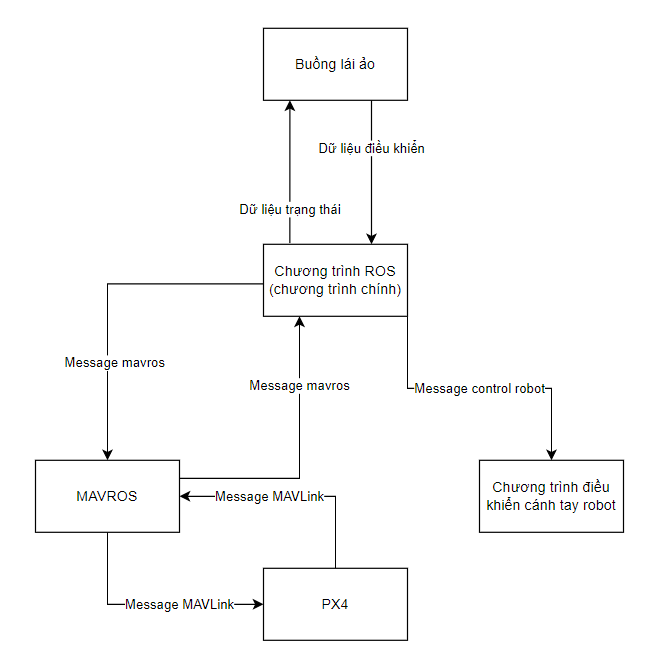 Buồng lái ảo
Dữ liệu điều khiển
Dữ liệu trạng thái
Chương trình ROS
(chương trình chính)
Message mavros
Message mavros
Message control robot
MAVROS
Message MAVLink
Chương trình điều
khiển cánh tay robot
Message MAVLink
PX4